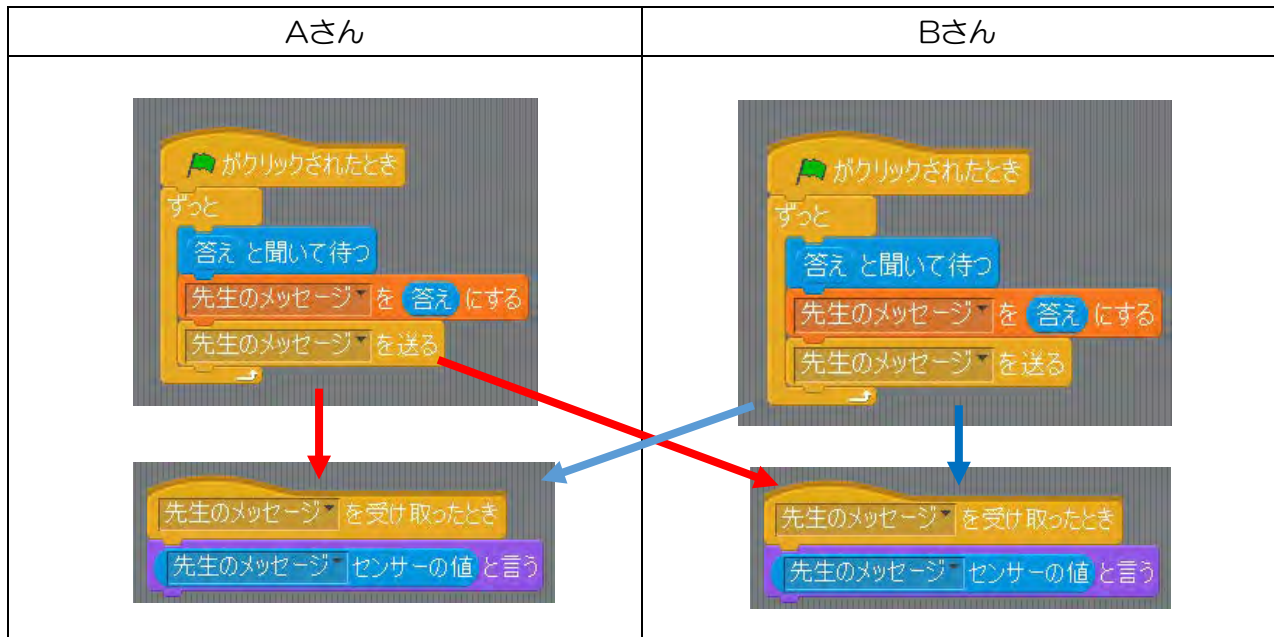 Aさん
がクリックされたとき
ずっと
答え と聞いて待つ
先生のメッセージ を 答え にする
先生のメッセージ を送る
先生のメッセージ を受け取ったとき
先生のメッセージ センサーの値 と言う
Bさん
がクリックされたとき
ずっと
答え と聞いて待つ
先生のメッセージ を 答え にする
先生のメッセージ を送る
先生のメッセージ を受け取ったとき
先生のメッセージ センサーの値 と言う